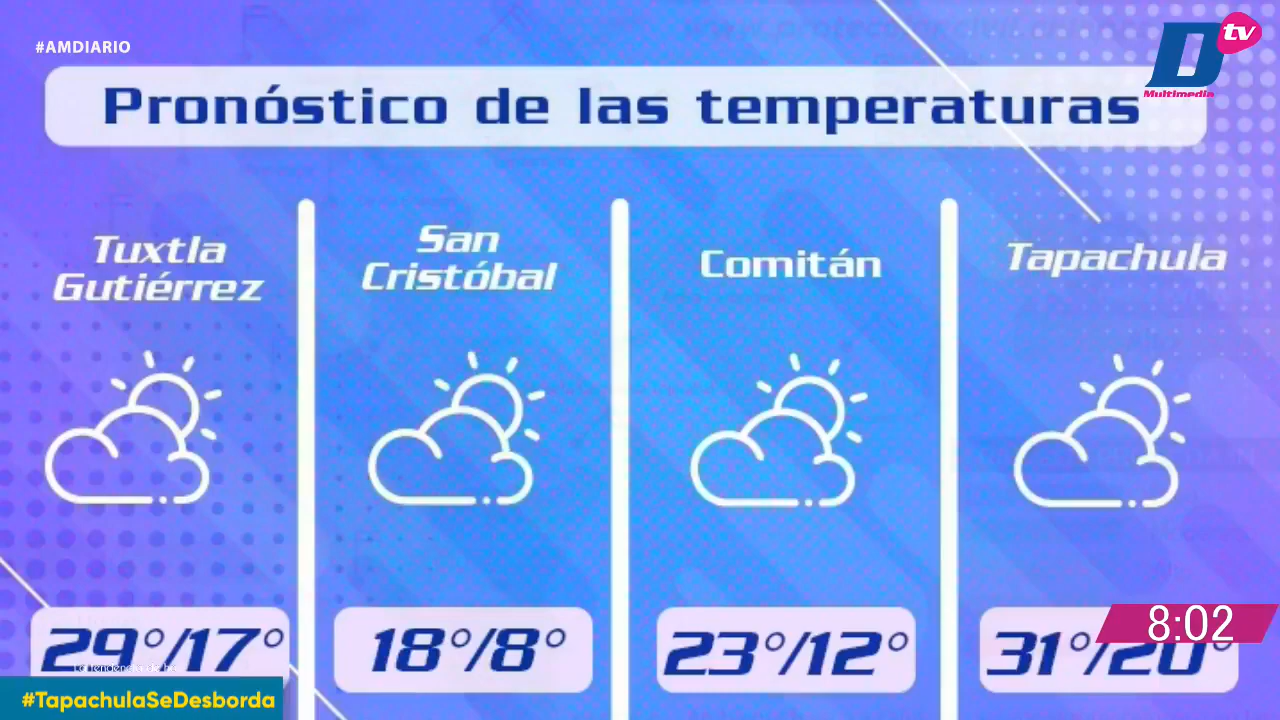 #AMDIARIO
D tv
Multimedia
Pronóstico de las temperaturas
Tuxtla
Gutiérrez
San
Cristóbal
Comitán
Tapachula
29°/17°
18°/8°
23°/12°
31°/20°
8:02
#TapachulaSeDesborda